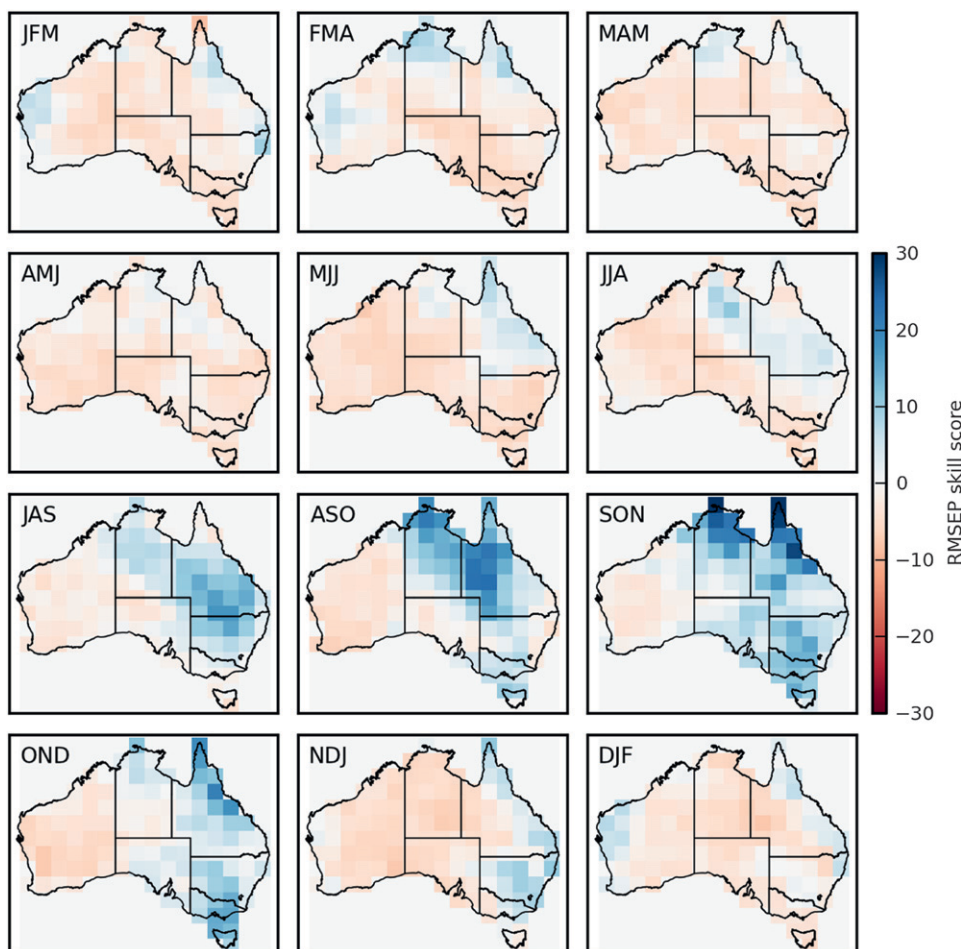 JFM FMA MAM
AMJ MJJ JJA
JAS ASO SON
OND NDJ DJF
30
20
10
0
−10
−20
−30
RMSEP skill score